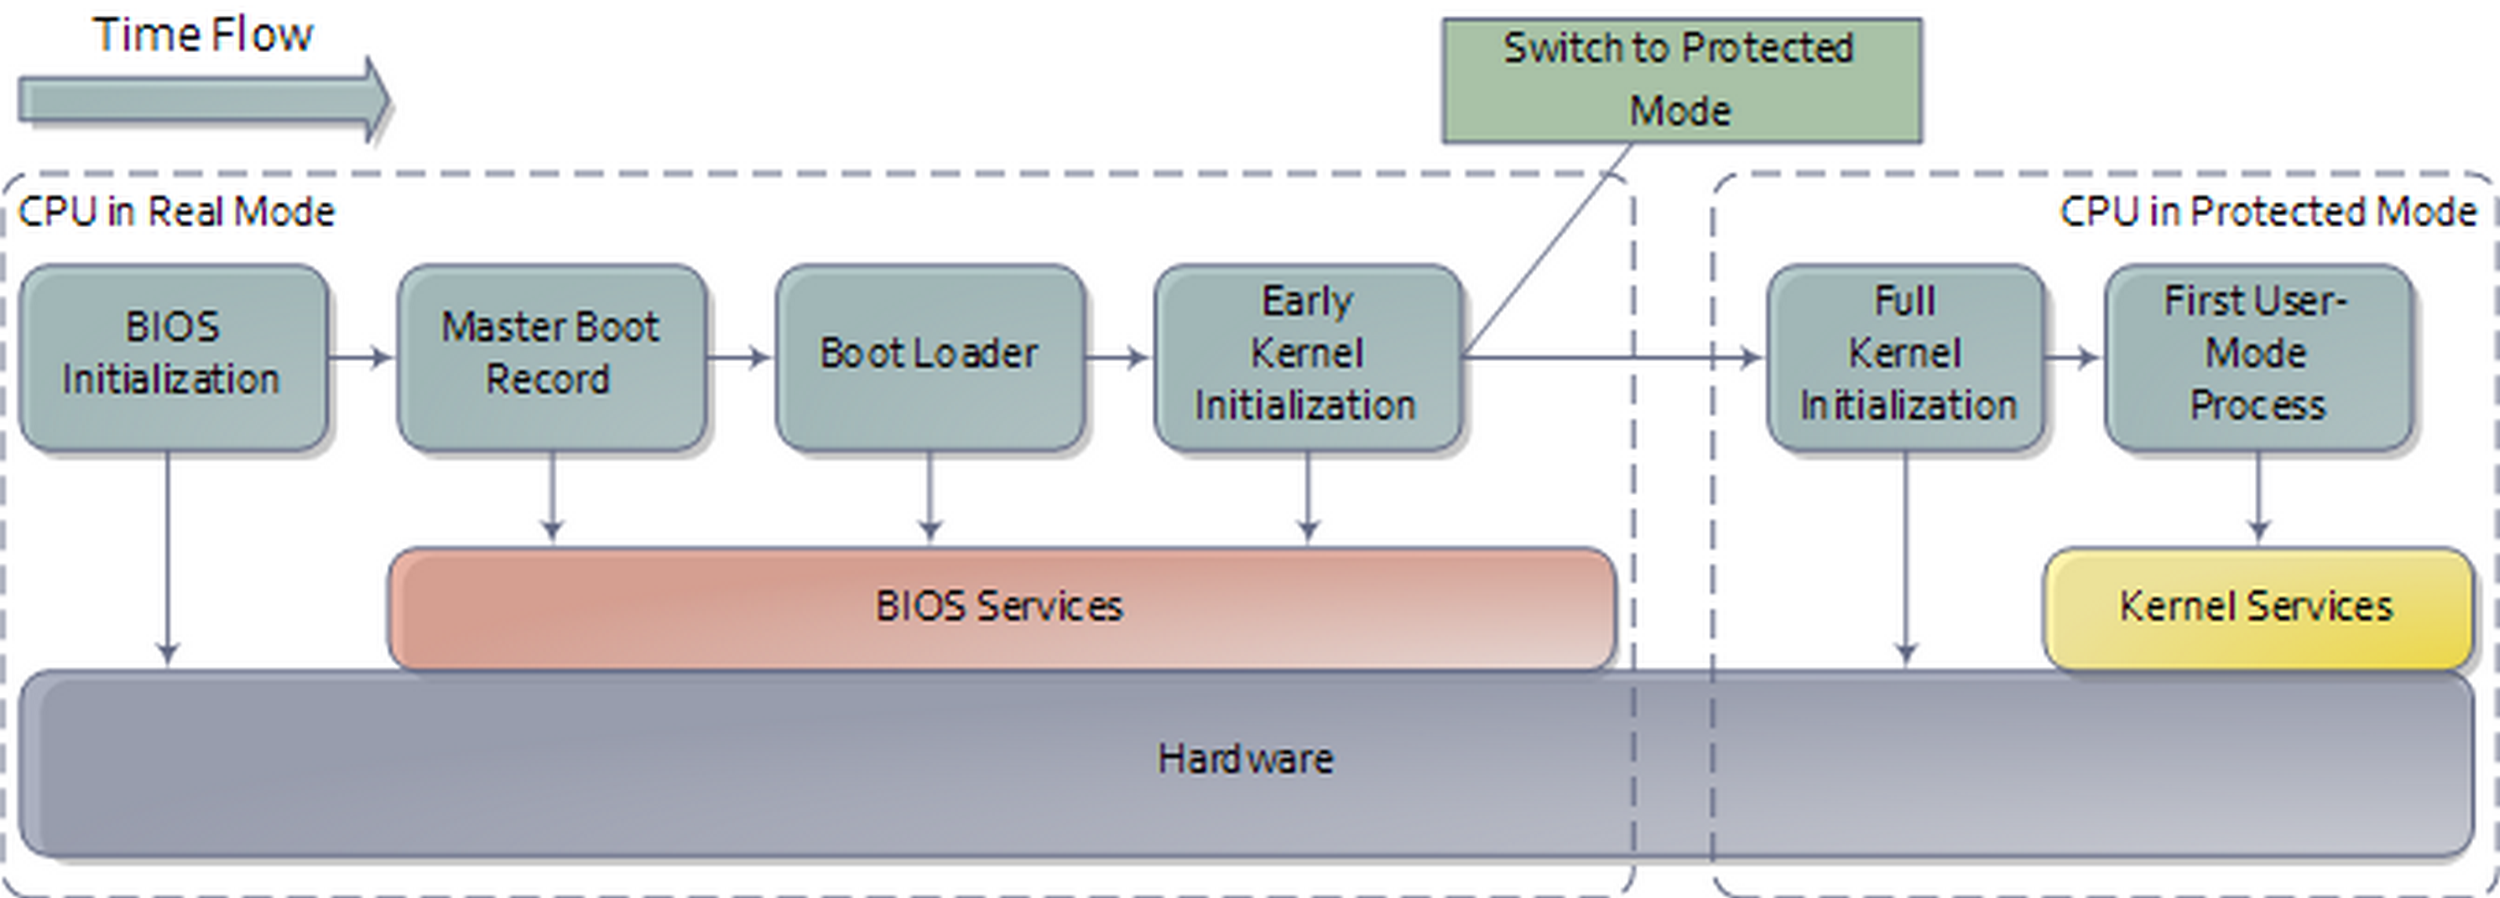 Time Flow
Switch to Protected
Mode
CPU in Real Mode
CPU in Protected Mode
BIOS
Initialization
Master Boot
Record
Boot Loader
Early
Kernel
Initialization
Full
Kernel
Initialization
First User-
Mode
Process
BIOS Services
Kernel Services
Hardware